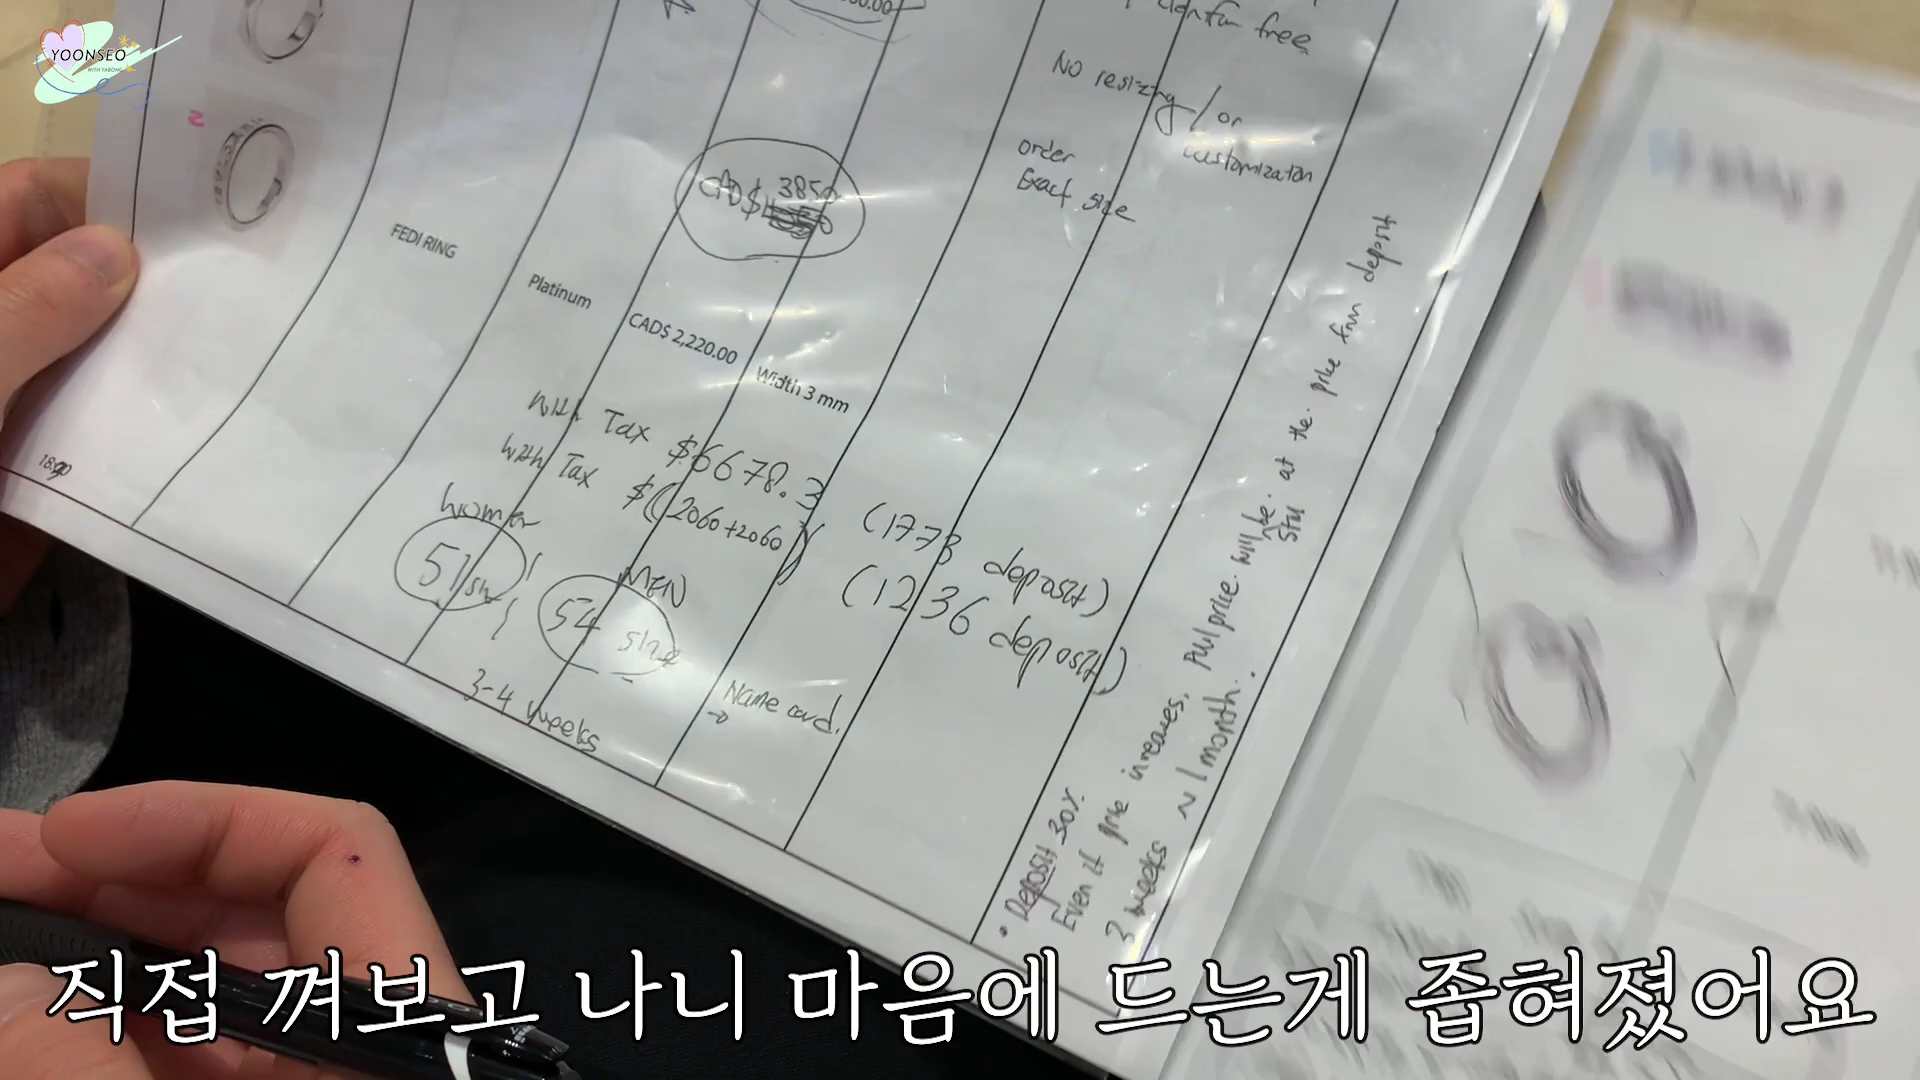 YOONSEO
for free
No resizing / or
customization
order
Exact size
2
CAD $ 3850
FEDI RING
Platinum
CAD$ 2,220.00
Width 3 mm
With Tax $6678.3 (1773 deposit)
With Tax $(2060+2060) (1236 deposit)
women
51 size
MEN
54 size
3-4 weeks
→ Name card.
• Deposit 30%.
Even if price increases, full price will be still at the price from deposit
3 weeks ~ 1 month.
직접 껴보고 나니 마음에 드는게 좁혀졌어요